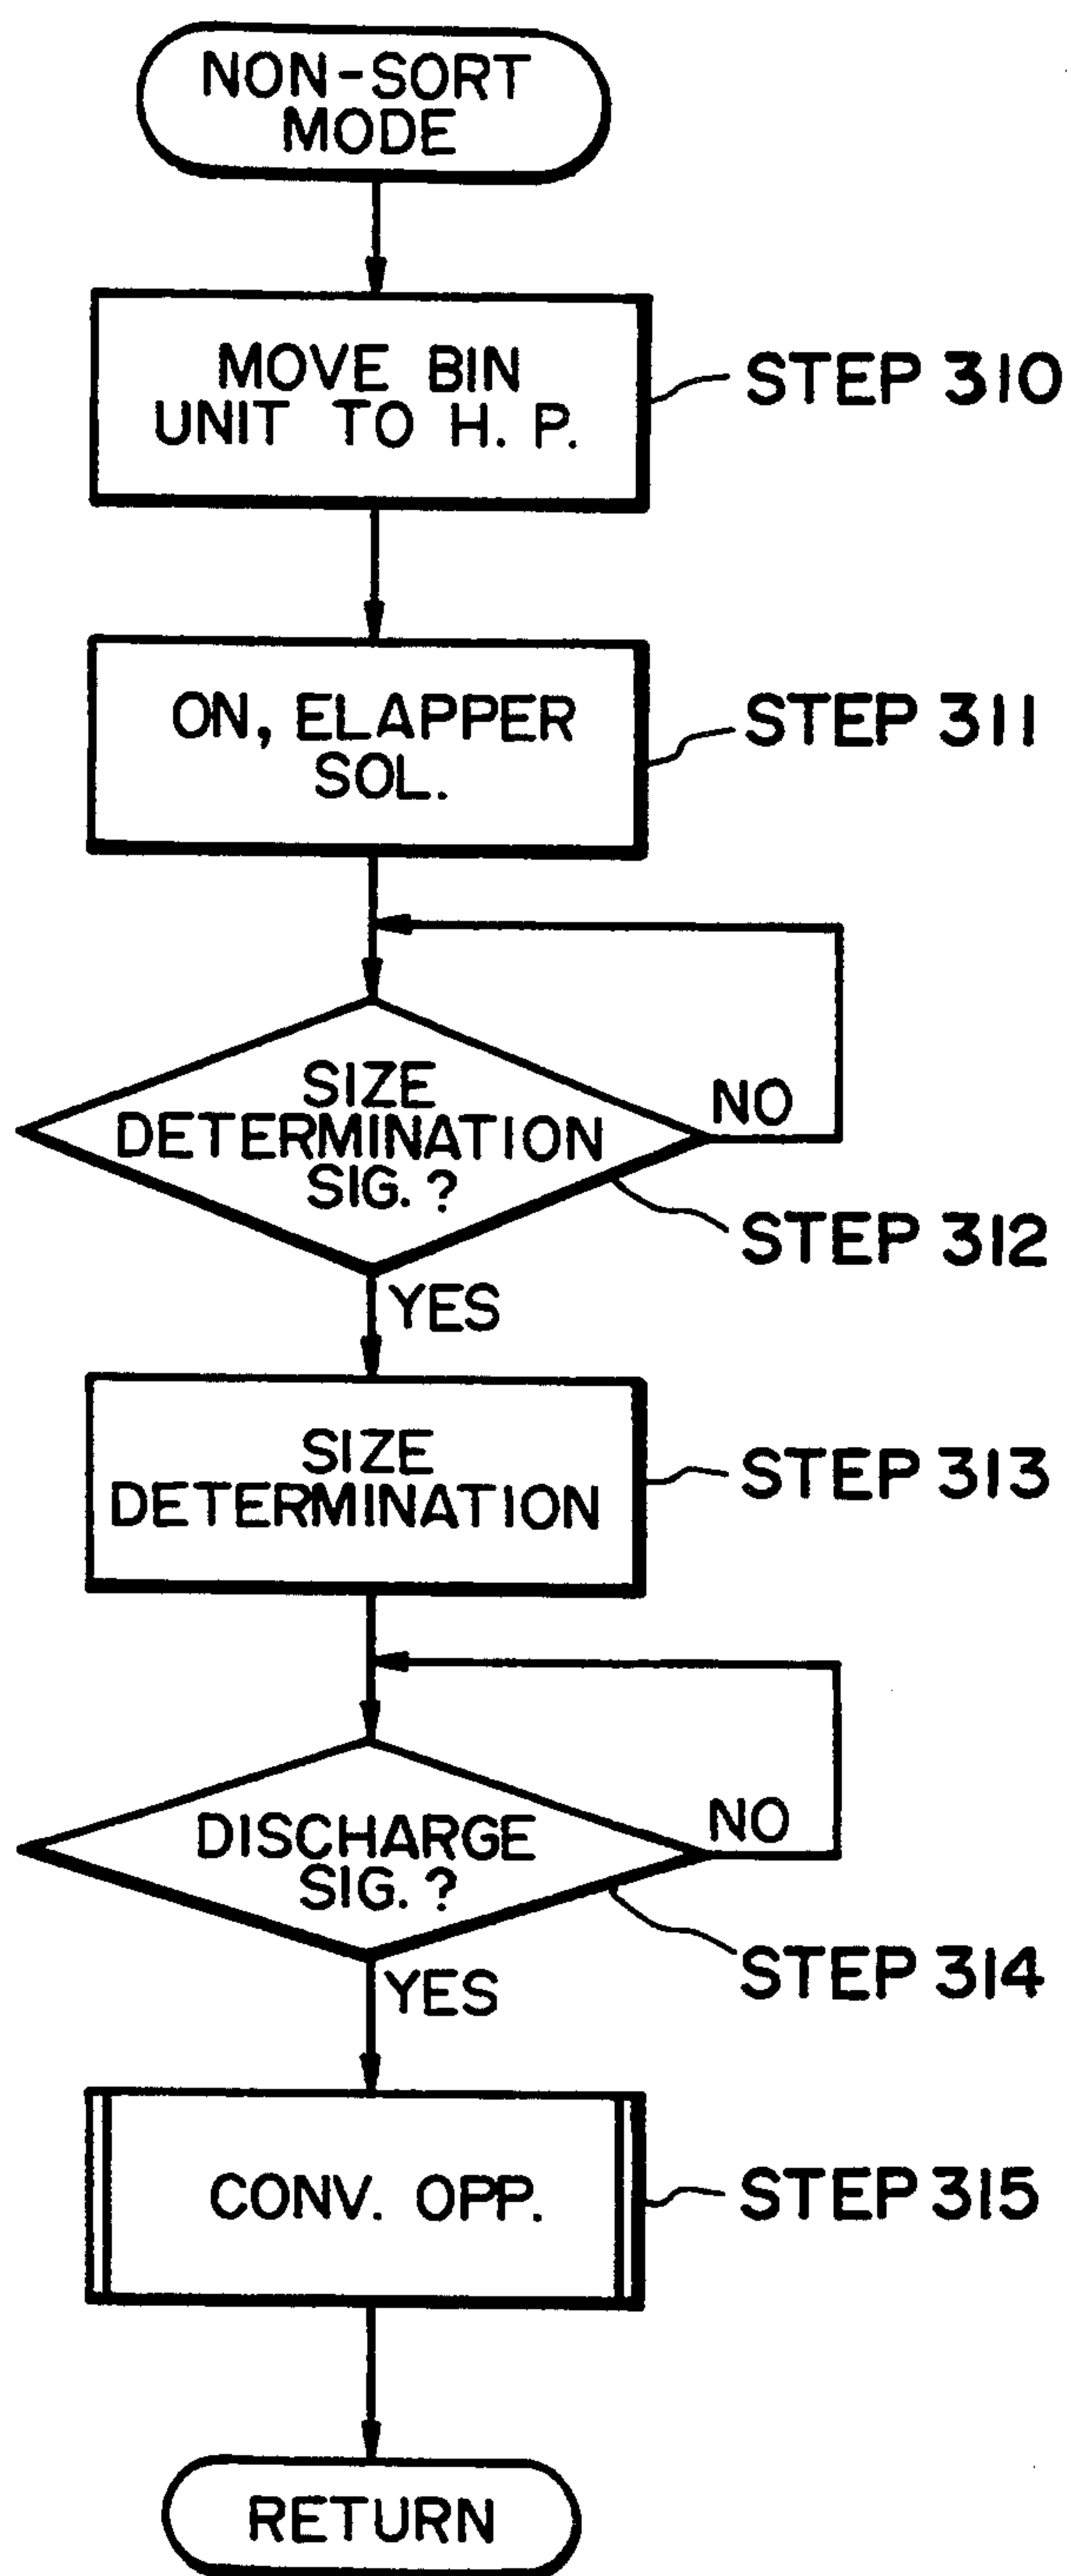 NON-SORT
MODE
MOVE BIN
UNIT TO H. P.
STEP 310
ON, ELAPPER
SOL.
STEP 311
SIZE
DETERMINATION
SIG. ?
NO
STEP 312
YES
SIZE
DETERMINATION
STEP 313
DISCHARGE
SIG. ?
NO
STEP 314
YES
CONV. OPP.
STEP 315
RETURN